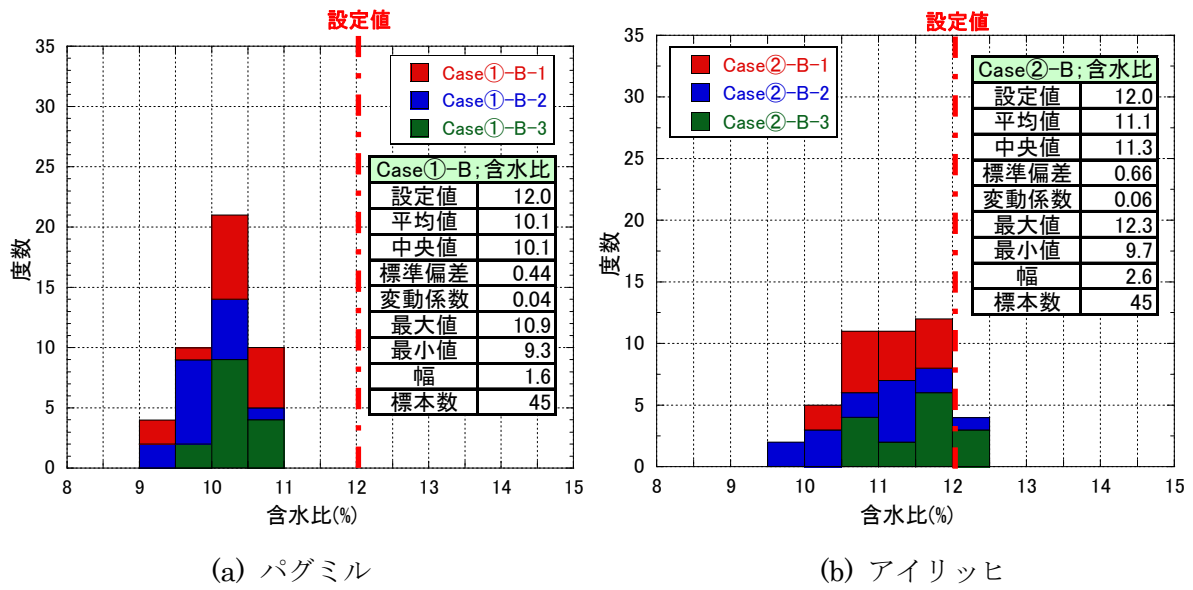 設定値
35
30
25
20
15
10
5
0
度数
8 9 10 11 12 13 14 15
含水比(%)
Case①-B-1
Case①-B-2
Case①-B-3
Case①-B;含水比
設定値 12.0
平均値 10.1
中央値 10.1
標準偏差 0.44
変動係数 0.04
最大値 10.9
最小値 9.3
幅 1.6
標本数 45
(a) パグミル
設定値
35
30
25
20
15
10
5
0
度数
8 9 10 11 12 13 14 15
含水比(%)
Case②-B-1
Case②-B-2
Case②-B-3
Case②-B;含水比
設定値 12.0
平均値 11.1
中央値 11.3
標準偏差 0.66
変動係数 0.06
最大値 12.3
最小値 9.7
幅 2.6
標本数 45
(b) アイリッヒ